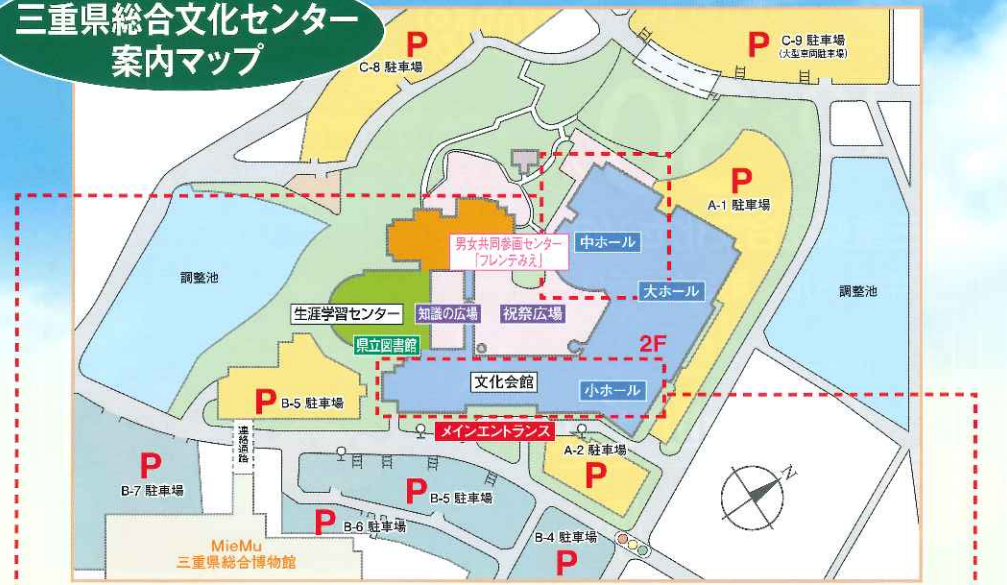 三重県総合文化センター
案内マップ
P
C-8 駐車場
P
C-9 駐車場
(大型車両駐車場)
P
A-1 駐車場
男女共同参画センター
「フレンテみえ」
中ホール
大ホール
調整池
調整池
生涯学習センター
知識の広場
祝祭広場
県立図書館
2F
文化会館
小ホール
P
B-5 駐車場
メインエントランス
連絡通路
A-2 駐車場
P
P
B-7 駐車場
P
B-5 駐車場
P
B-6 駐車場
B-4 駐車場
P
N
MieMu
三重県総合博物館